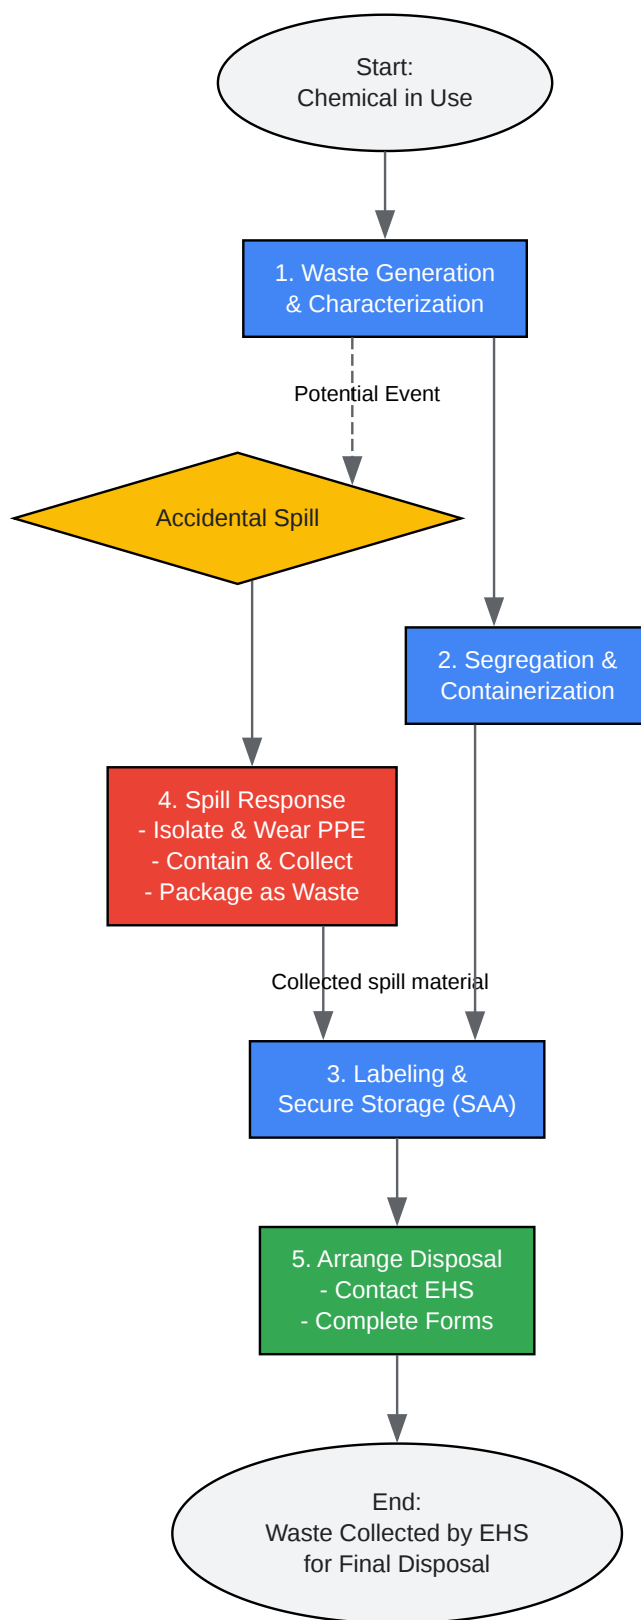 Start:
Chemical in Use
1. Waste Generation
& Characterization
Potential Event
Accidental Spill
2. Segregation &
Containerization
4. Spill Response
- Isolate & Wear PPE
- Contain & Collect
- Package as Waste
Collected spill material
3. Labeling &
Secure Storage (SAA)
5. Arrange Disposal
- Contact EHS
- Complete Forms
End:
Waste Collected by EHS
for Final Disposal